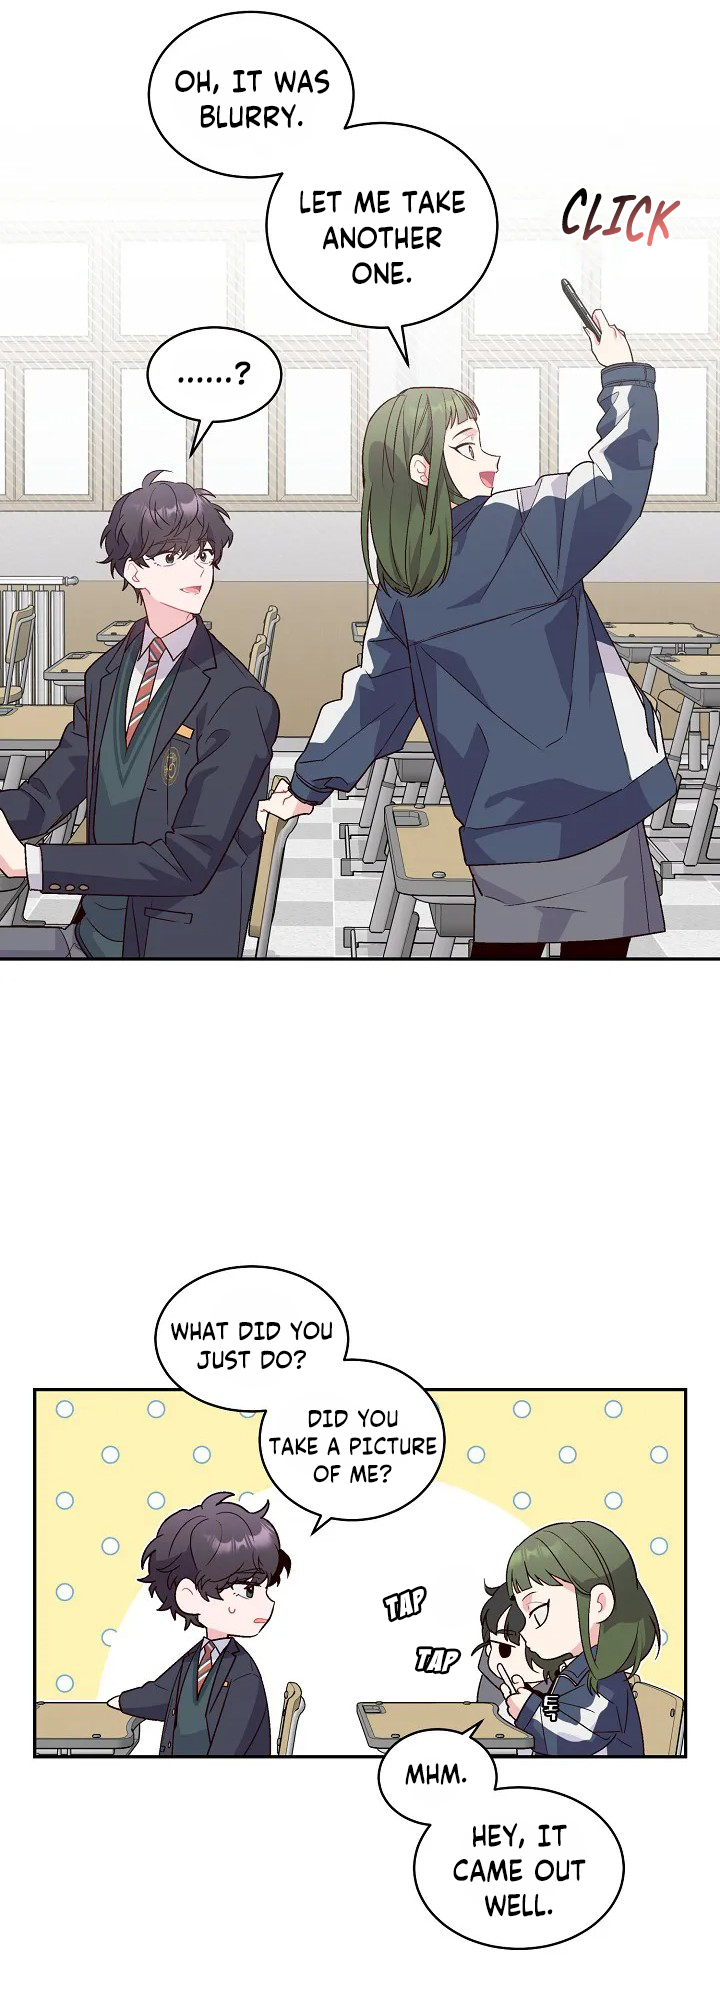 OH, IT WAS
BLURRY.
LET ME TAKE
ANOTHER
ONE.
CLICK
......?
WHAT DID YOU
JUST DO?
DID YOU
TAKE A PICTURE
OF ME?
TAP
TAP
톡
MHM.
HEY, IT
CAME OUT
WELL.